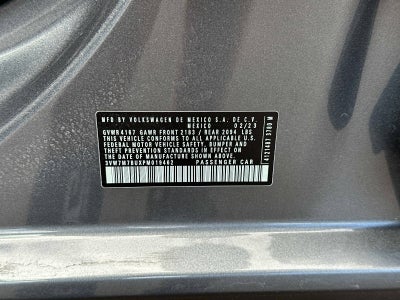 MFD BY VOLKSWAGEN DE MEXICO S.A. DE C.V.
02/23
GVWR 4187 GAWR FRONT 2183 / REAR 2094 LBS
THIS VEHICLE CONFORMS TO ALL APPLICABLE
FEDERAL MOTOR VEHICLE SAFETY, BUMPER, AND
THEFT PREVENTION STANDARDS IN EFFECT ON
THE DATE OF MANUFACTURE SHOWN ABOVE.
3VW7M7BUXPM019462 PASSENGER CAR